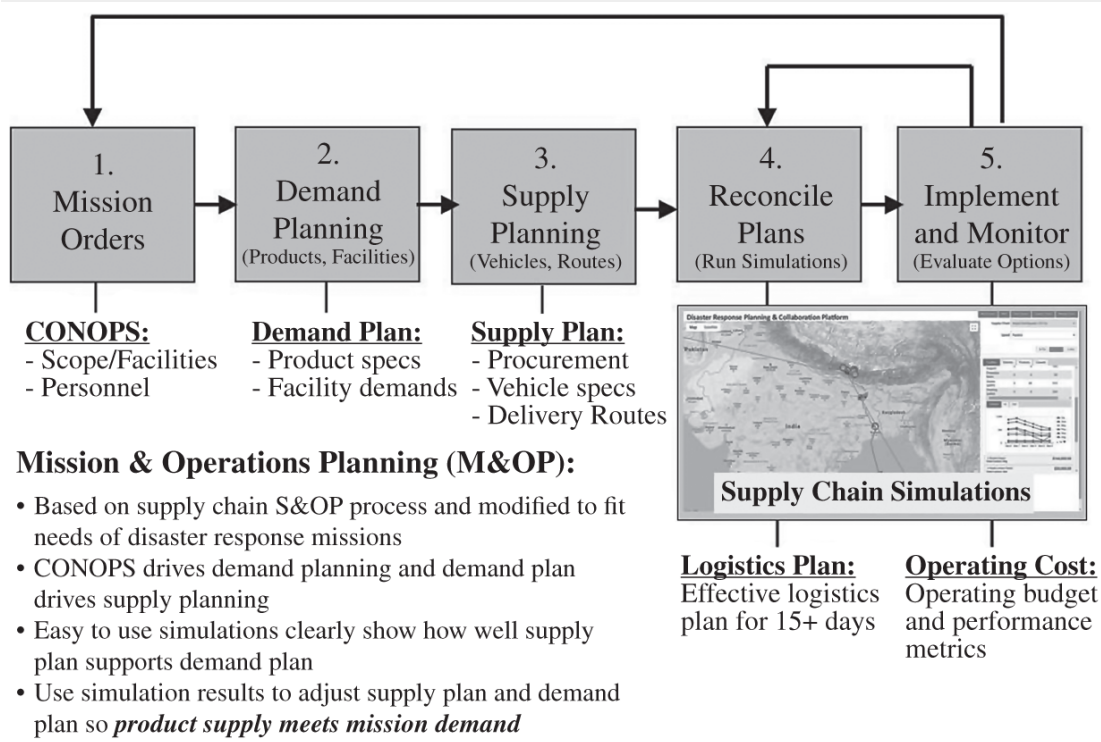 1.
Mission
Orders
2.
Demand
Planning
(Products, Facilities)
3.
Supply
Planning
(Vehicles, Routes)
4.
Reconcile
Plans
(Run Simulations)
5.
Implement
and Monitor
(Evaluate Options)
CONOPS:
- Scope/Facilities
- Personnel
Demand Plan:
- Product specs
- Facility demands
Supply Plan:
- Procurement
- Vehicle specs
- Delivery Routes
Disaster Response Planning & Collaboration Platform
Map
Pakistan
India
Supply Chain Simulations
Mission & Operations Planning (M&OP):
• Based on supply chain S&OP process and modified to fit
needs of disaster response missions
• CONOPS drives demand planning and demand plan
drives supply planning
• Easy to use simulations clearly show how well supply
plan supports demand plan
• Use simulation results to adjust supply plan and demand
plan so product supply meets mission demand
Logistics Plan:
Effective logistics
plan for 15+ days
Operating Cost:
Operating budget
and performance
metrics